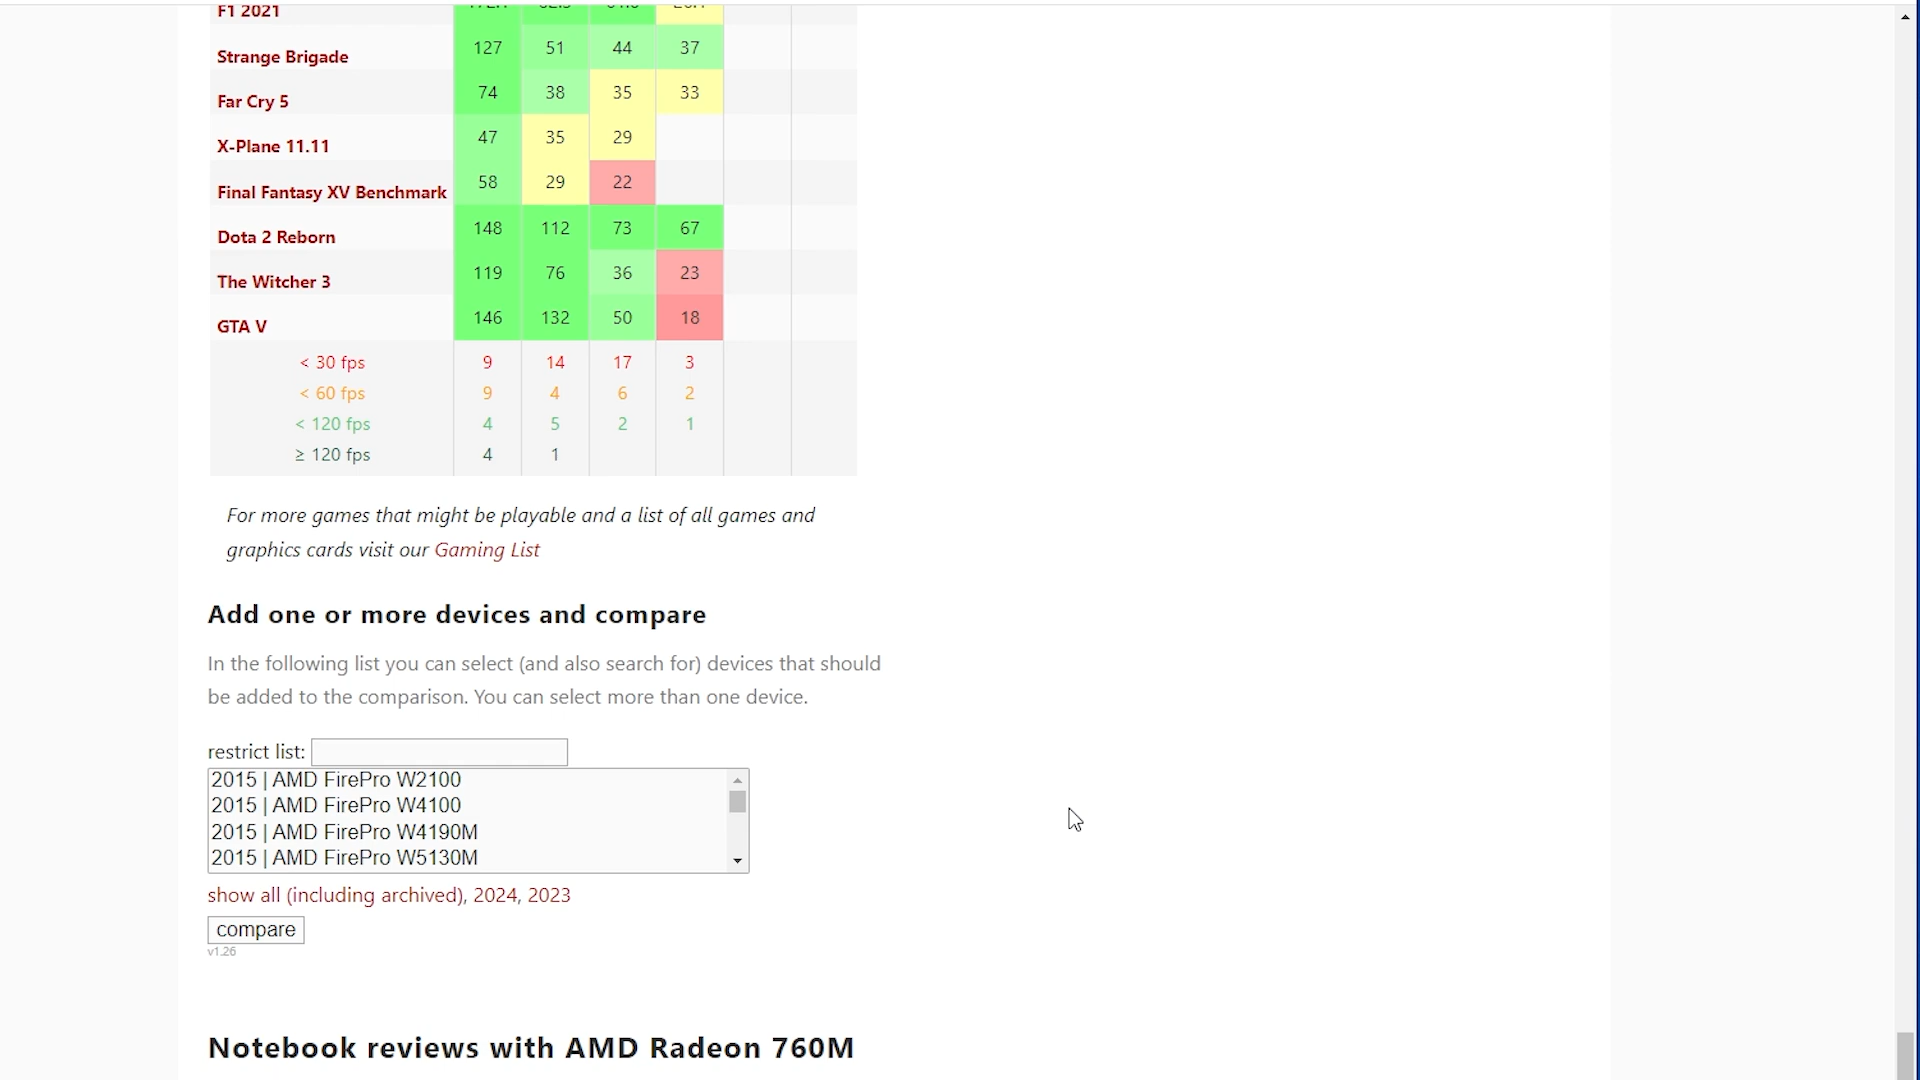 F1 2021
Strange Brigade 127 51 44 37
Far Cry 5 74 38 35 33
X-Plane 11.11 47 35 29
Final Fantasy XV Benchmark 58 29 22
Dota 2 Reborn 148 112 73 67
The Witcher 3 119 76 36 23
GTA V 146 132 50 18
< 30 fps 9 14 17 3
< 60 fps 9 4 6 2
< 120 fps 4 5 2 1
≥ 120 fps 4 1
For more games that might be playable and a list of all games and
graphics cards visit our Gaming List
Add one or more devices and compare
In the following list you can select (and also search for) devices that should
be added to the comparison. You can select more than one device.
restrict list:
2015 | AMD FirePro W2100
2015 | AMD FirePro W4100
2015 | AMD FirePro W4190M
2015 | AMD FirePro W5130M
show all (including archived), 2024, 2023
compare
v1.26
Notebook reviews with AMD Radeon 760M